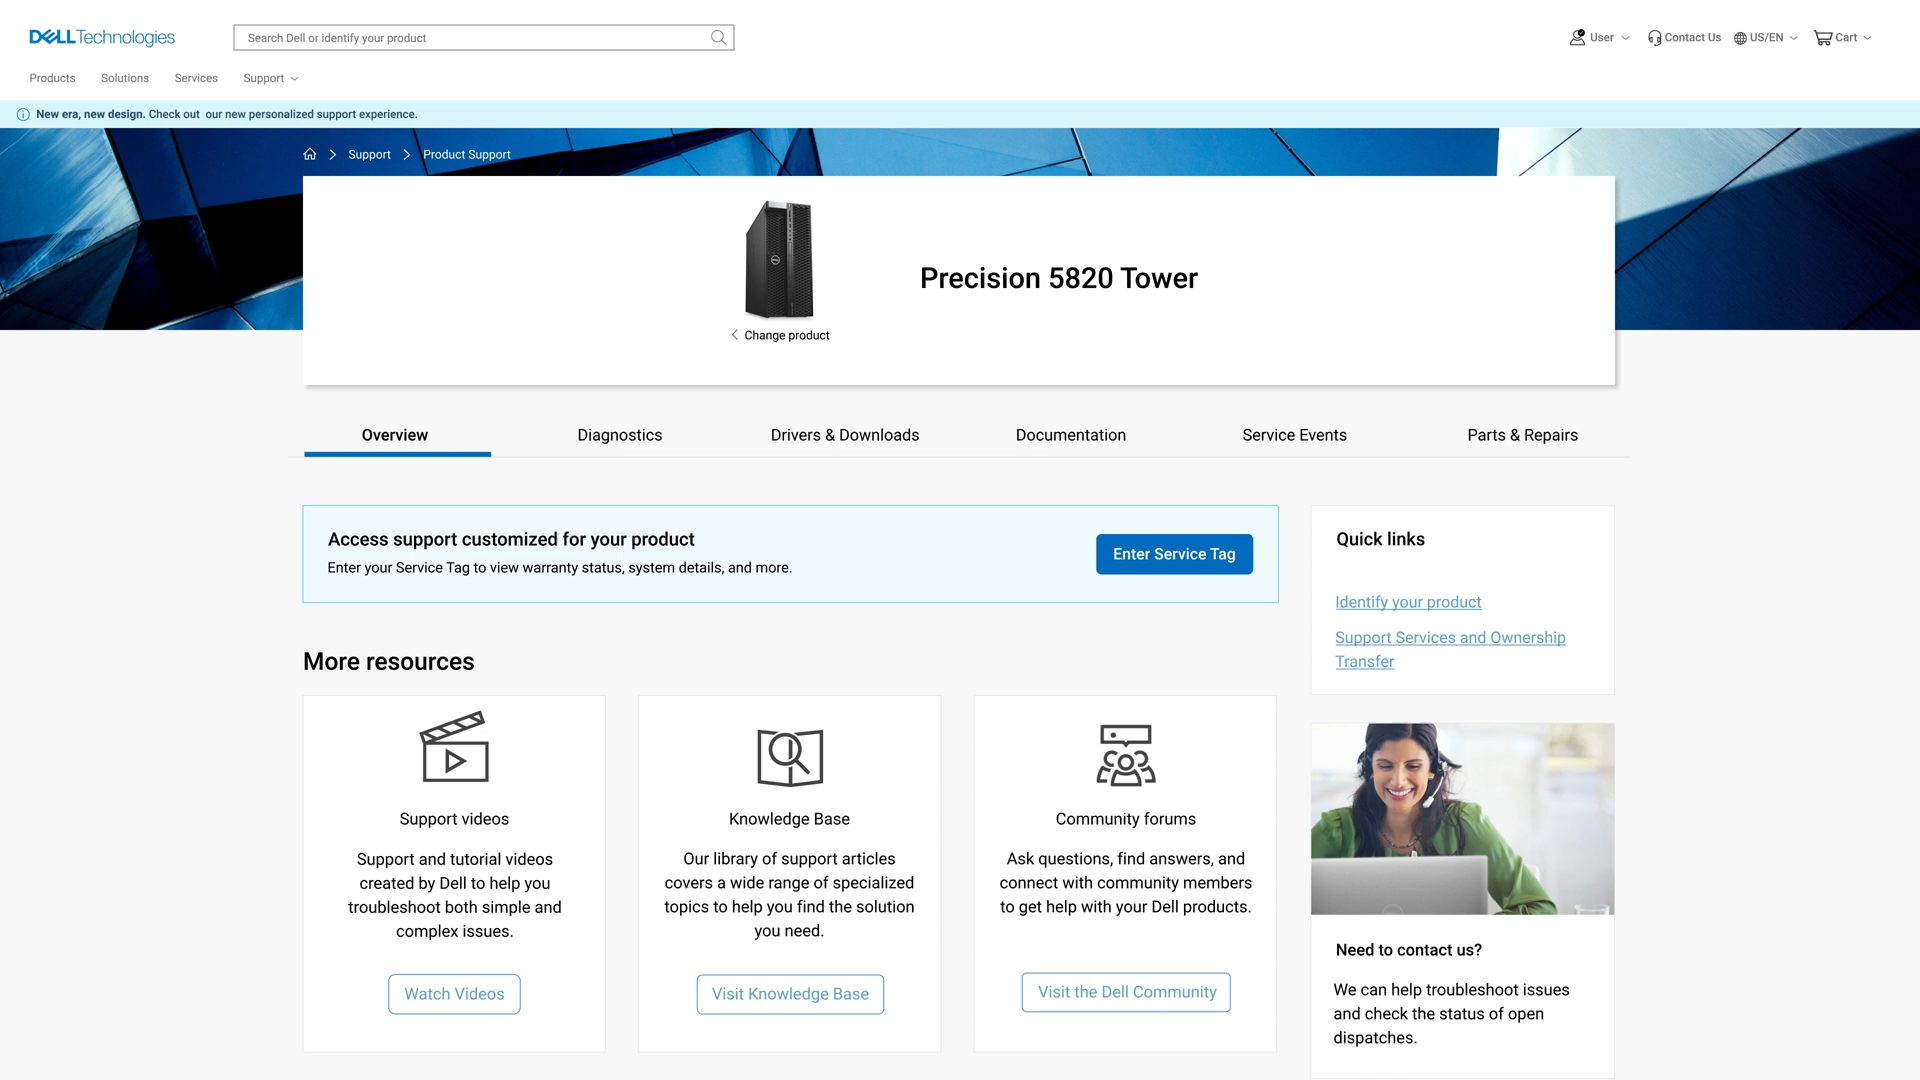 DELL Technologies
Search Dell or identify your product
User
Contact Us
US/EN
Cart
Products
Solutions
Services
Support
New era, new design. Check out  our new personalized support experience.
Support
Product Support
Precision 5820 Tower
Change product
Overview
Diagnostics
Drivers & Downloads
Documentation
Service Events
Parts & Repairs
Access support customized for your product
Enter your Service Tag to view warranty status, system details, and more.
Enter Service Tag
Quick links
Identify your product
Support Services and Ownership
Transfer
More resources
Support videos
Support and tutorial videos
created by Dell to help you
troubleshoot both simple and
complex issues.
Watch Videos
Knowledge Base
Our library of support articles
covers a wide range of specialized
topics to help you find the solution
you need.
Visit Knowledge Base
Community forums
Ask questions, find answers, and
connect with community members
to get help with your Dell products.
Visit the Dell Community
Need to contact us?
We can help troubleshoot issues
and check the status of open
dispatches.